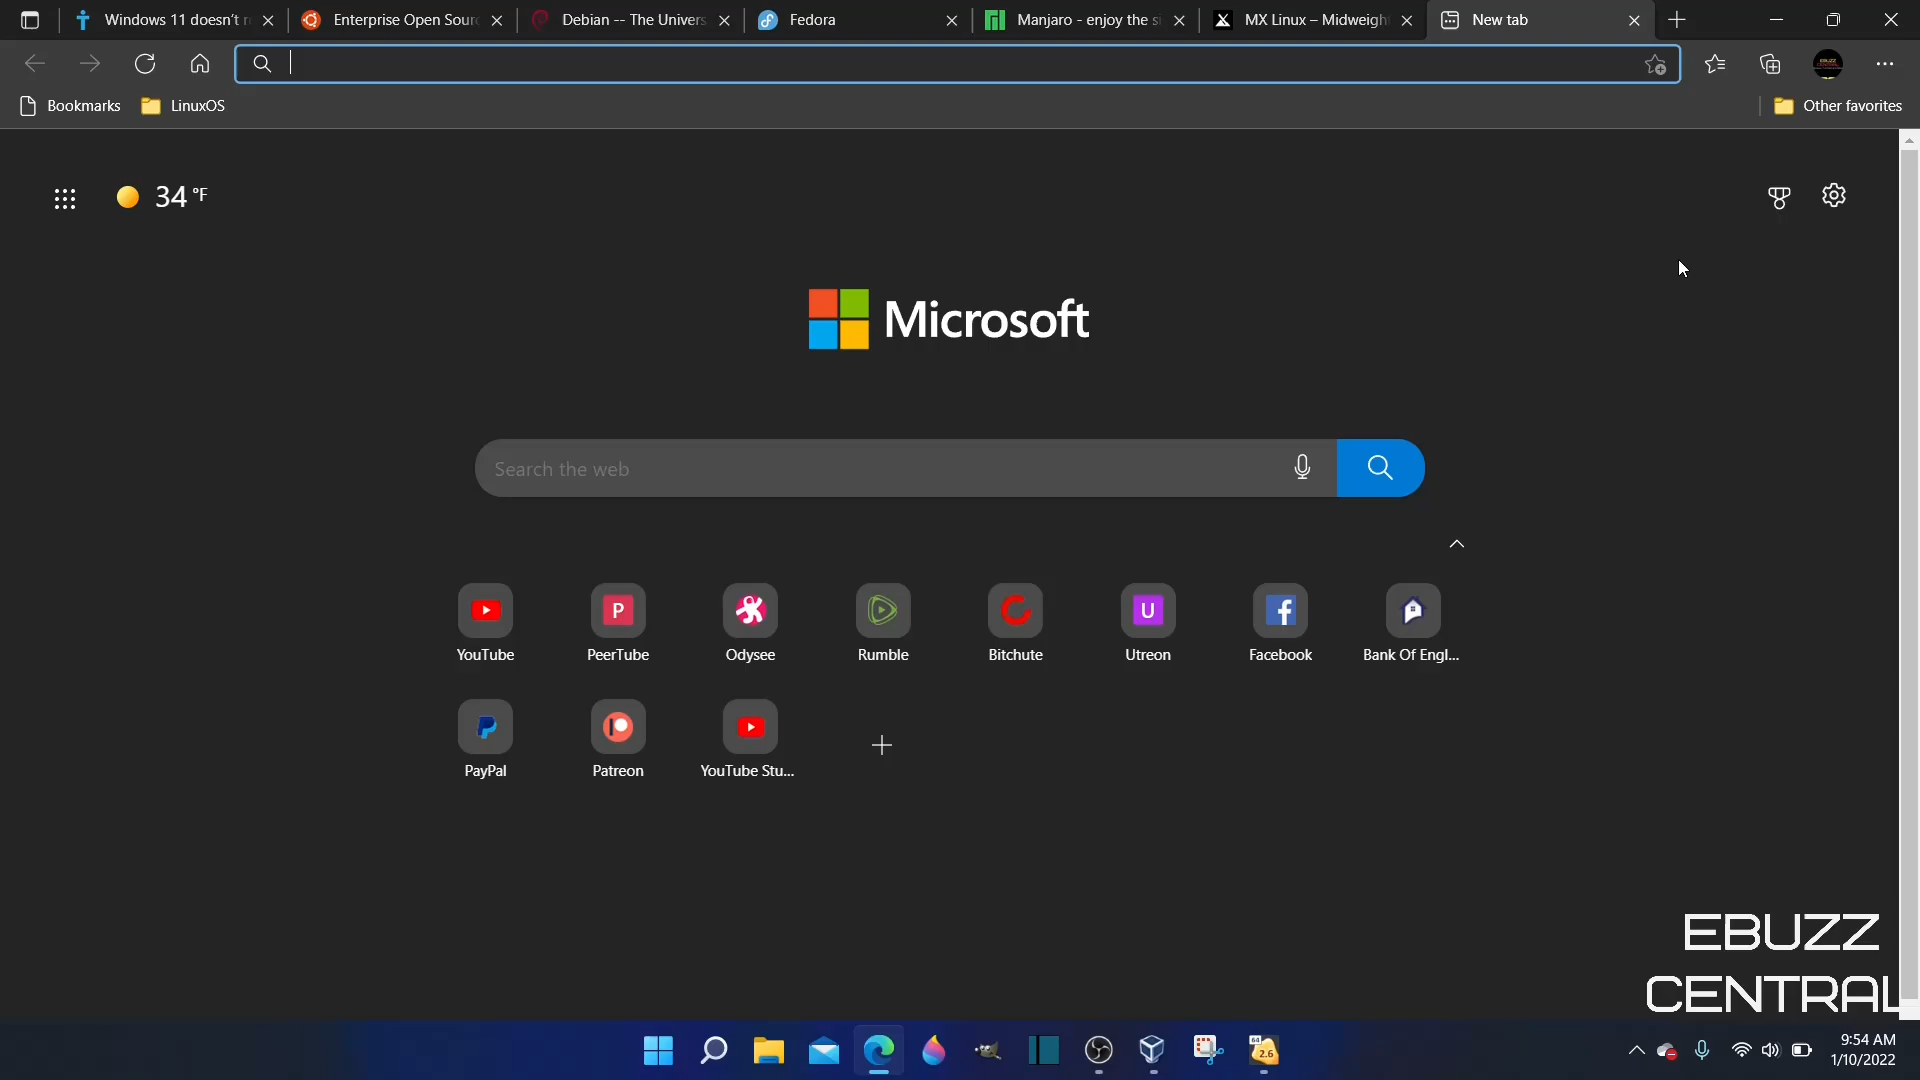 Windows 11 doesn't r
Enterprise Open Sour
Debian -- The Univers
Fedora
Manjaro - enjoy the si
MX Linux – Midweigh
New tab
Bookmarks
LinuxOS
Other favorites
34 °F
Microsoft
Search the web
YouTube
PeerTube
Odysee
Rumble
Bitchute
Utreon
Facebook
Bank Of Engl...
PayPal
Patreon
YouTube Stu...
EBUZZ
CENTRAL
9:54 AM
1/10/2022